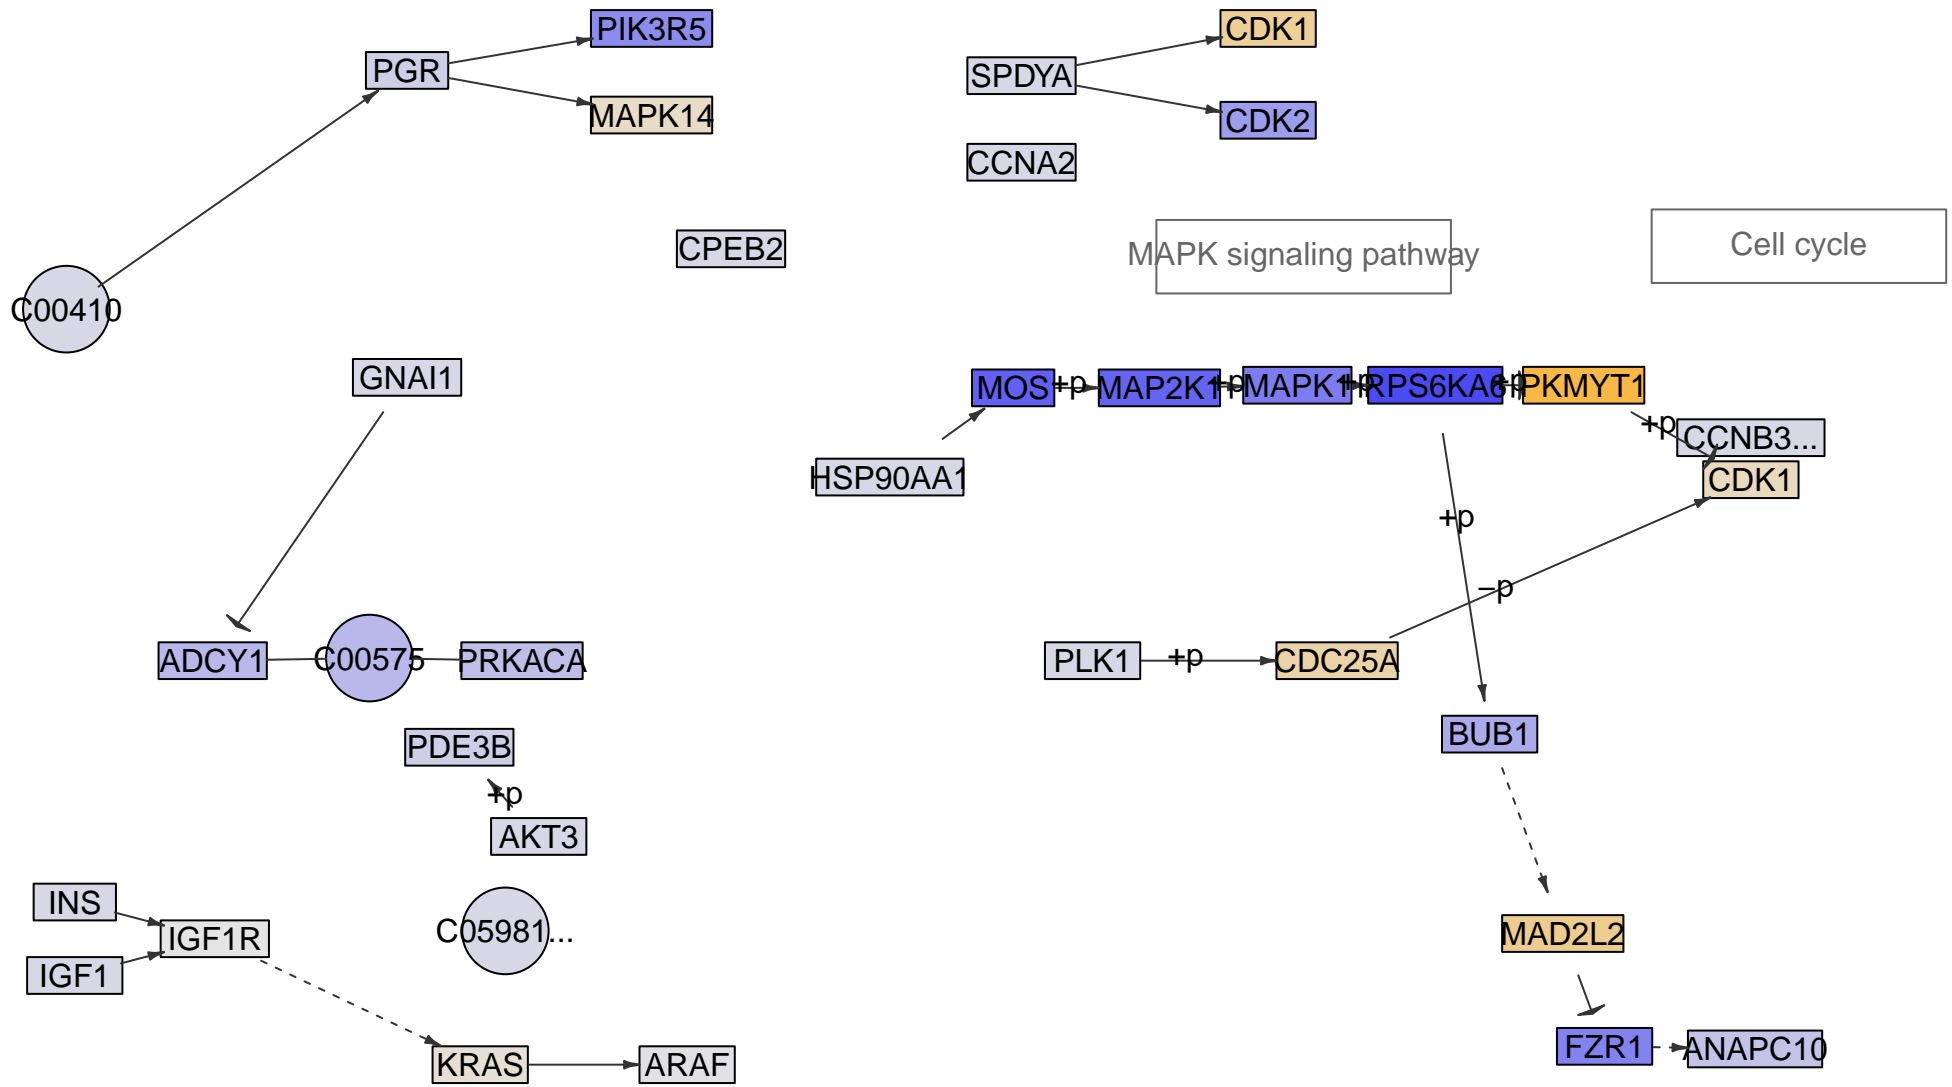 PIK3R5
CDK1
PGR
SPDYA
MAPK14
CDK2
CCNA2
CPEB2
MAPK signaling pathway
Cell cycle
C00410
GNAI1
MOS
+p
MAP2K1
+p
MAPK1
+p
RPS6KA6
+p
PKMYT1
+p
CCNB3...
HSP90AA1
CDK1
+p
−p
ADCY1
C00575
PRKACA
PLK1
+p
CDC25A
BUB1
PDE3B
+p
AKT3
INS
IGF1R
C05981...
MAD2L2
IGF1
KRAS
ARAF
FZR1
ANAPC10